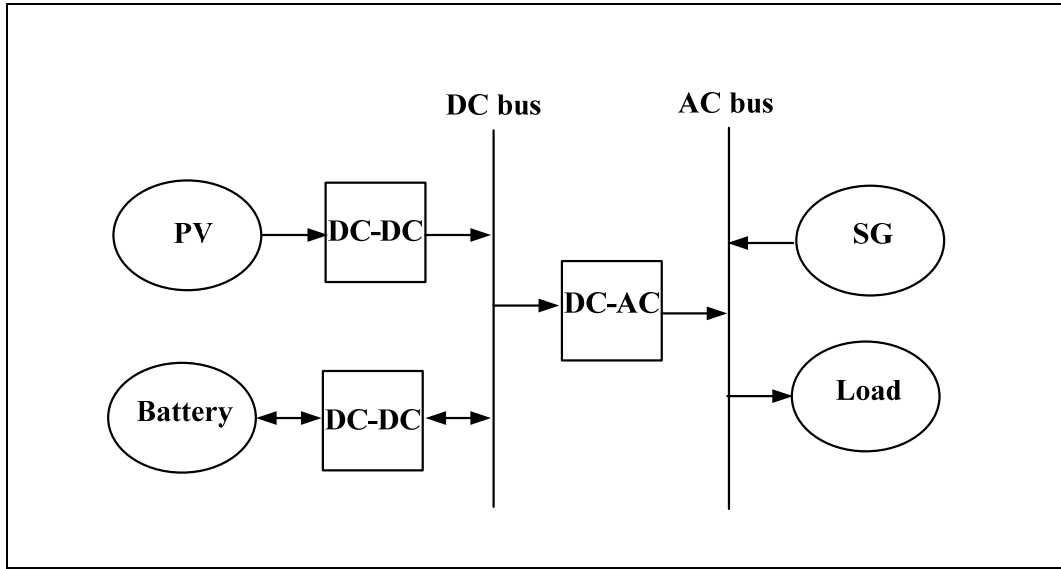 DC bus
AC bus
PV
DC-DC
SG
DC-AC
Battery
DC-DC
Load